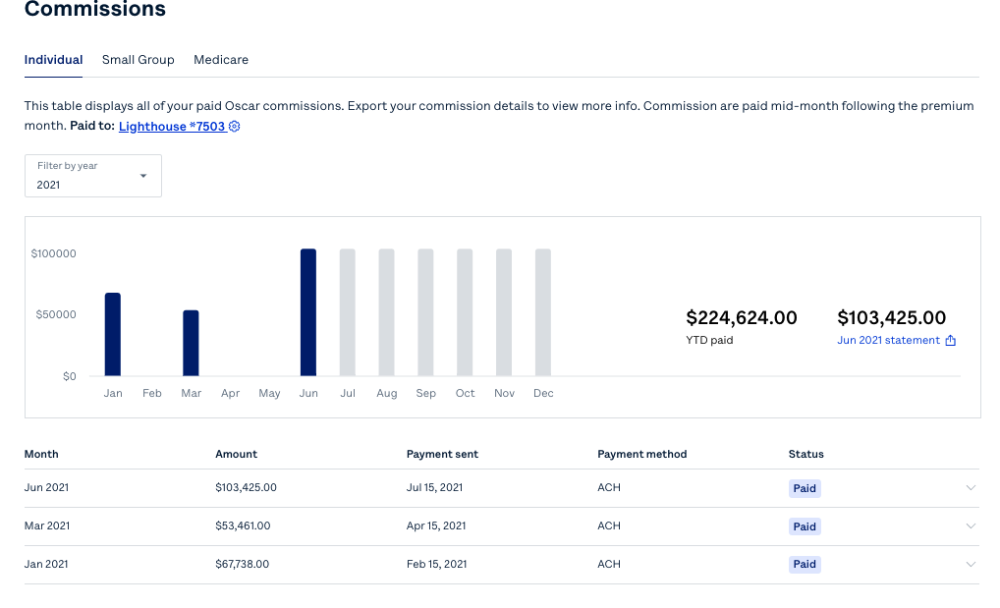 Commissions
Individual Small Group Medicare
This table displays all of your paid Oscar commissions. Export your commission details to view more info. Commission are paid mid-month following the premium
month. Paid to: Lighthouse *7503
Filter by year
2021
$100000
$50000
$0
Jan Feb Mar Apr May Jun Jul Aug Sep Oct Nov Dec
$224,624.00 $103,425.00
YTD paid Jun 2021 statement
Month Amount Payment sent Payment method Status
Jun 2021 $103,425.00 Jul 15, 2021 ACH Paid
Mar 2021 $53,461.00 Apr 15, 2021 ACH Paid
Jan 2021 $67,738.00 Feb 15, 2021 ACH Paid